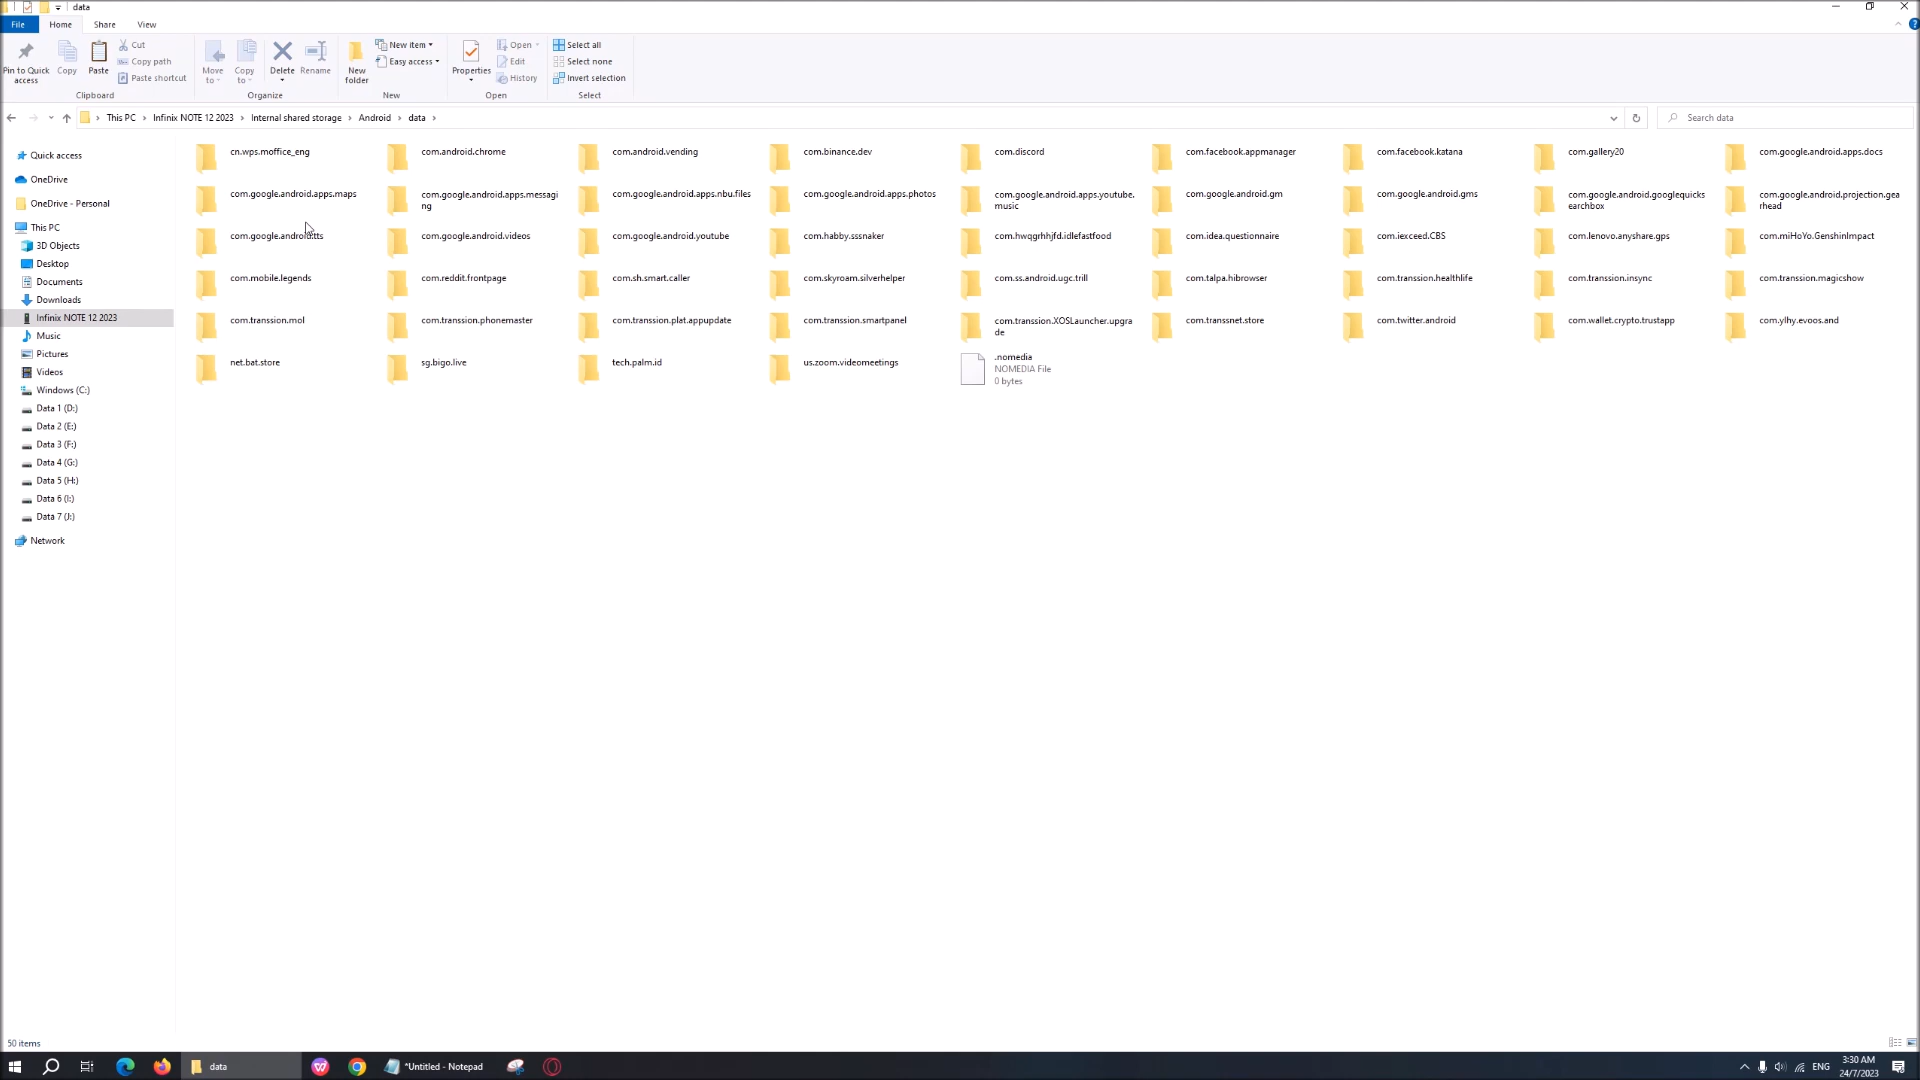 data
File Home Share View
Pin to Quick access
Copy
Paste
Cut
Copy path
Paste shortcut
Clipboard
Move to
Copy to
Delete
Rename
Organize
New folder
New item
Easy access
New
Properties
Open
Edit
History
Open
Select all
Select none
Invert selection
Select
This PC > Infinix NOTE 12 2023 > Internal shared storage > Android > data >
Search data
Quick access
OneDrive
OneDrive - Personal
This PC
3D Objects
Desktop
Documents
Downloads
Infinix NOTE 12 2023
Music
Pictures
Videos
Windows (C:)
Data 1 (D:)
Data 2 (E:)
Data 3 (F:)
Data 4 (G:)
Data 5 (H:)
Data 6 (I:)
Data 7 (J:)
Network
cn.wps.moffice_eng
com.android.chrome
com.android.vending
com.binance.dev
com.discord
com.facebook.appmanager
com.facebook.katana
com.gallery20
com.google.android.apps.docs
com.google.android.apps.maps
com.google.android.apps.messagi
ng
com.google.android.apps.nbu.files
com.google.android.apps.photos
com.google.android.apps.youtube.
music
com.google.android.gm
com.google.android.gms
com.google.android.googlequicks
earchbox
com.google.android.projection.gea
rhead
com.google.android.tts
com.google.android.videos
com.google.android.youtube
com.habby.sssnaker
com.hwqgrhhjfd.idlefastfood
com.idea.questionnaire
com.iexceed.CBS
com.lenovo.anyshare.gps
com.miHoYo.GenshinImpact
com.mobile.legends
com.reddit.frontpage
com.sh.smart.caller
com.skyroam.silverhelper
com.ss.android.ugc.trill
com.talpa.hibrowser
com.transsion.healthlife
com.transsion.insync
com.transsion.magicshow
com.transsion.mol
com.transsion.phonemaster
com.transsion.plat.appupdate
com.transsion.smartpanel
com.transsion.XOSLauncher.upgra
de
com.transsnet.store
com.twitter.android
com.wallet.crypto.trustapp
com.ylhy.evoos.and
net.bat.store
sg.bigo.live
tech.palm.id
us.zoom.videomeetings
.nomedia
NOMEDIA File
0 bytes
50 items
data
*Untitled - Notepad
ENG
3:30 AM
24/7/2023